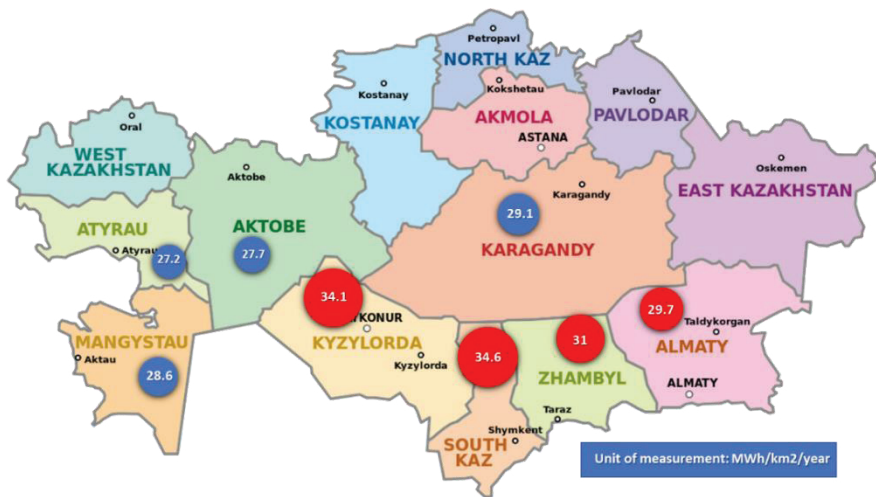 Petropavl
NORTH KAZ
Kokshetau
Kostanay
KOSTANAY
AKMOLA
ASTANA
Pavlodar
PAVLODAR
Oral
WEST
KAZAKHSTAN
Aktobe
Karagandy
Oskemen
EAST KAZAKHSTAN
ATYRAU
Atyrau
27.2
AKTOBE
27.7
29.1
KARAGANDY
34.1
YKONUR
KYZYLORDA
Kyzylorda
34.6
31
ZHAMBYL
Taraz
29.7
Taldykorgan
ALMATY
ALMATY
MANGYSTAU
Aktau
28.6
Shymkent
SOUTH
KAZ
Unit of measurement: MWh/km2/year